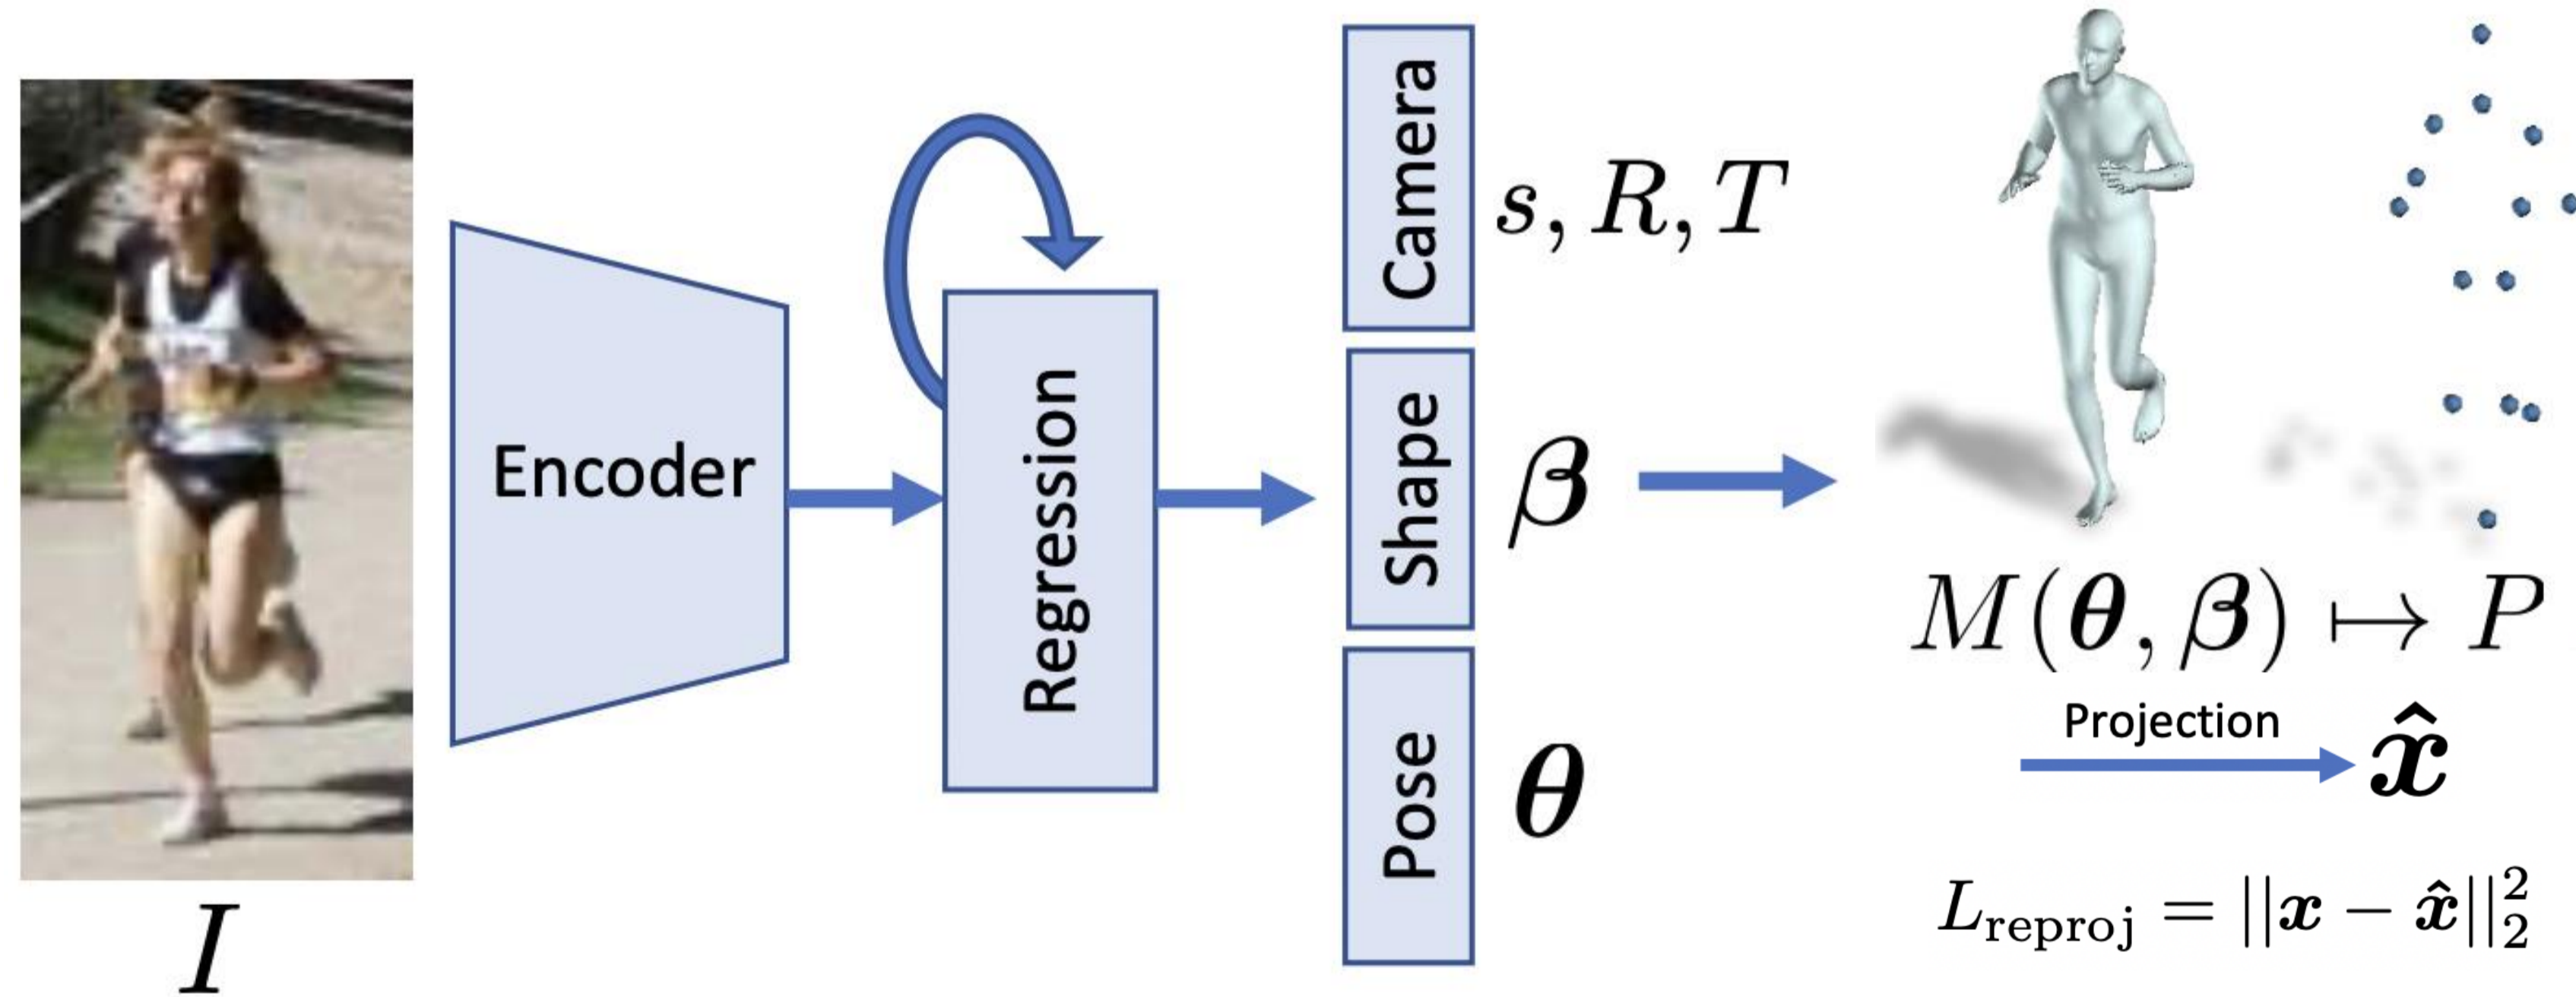 I
Encoder
Regression
Camera
s, R, T
Shape
β
Pose
θ
M(θ, β) ↦ P
Projection
x̂
L_reproj = ||x − x̂||₂²